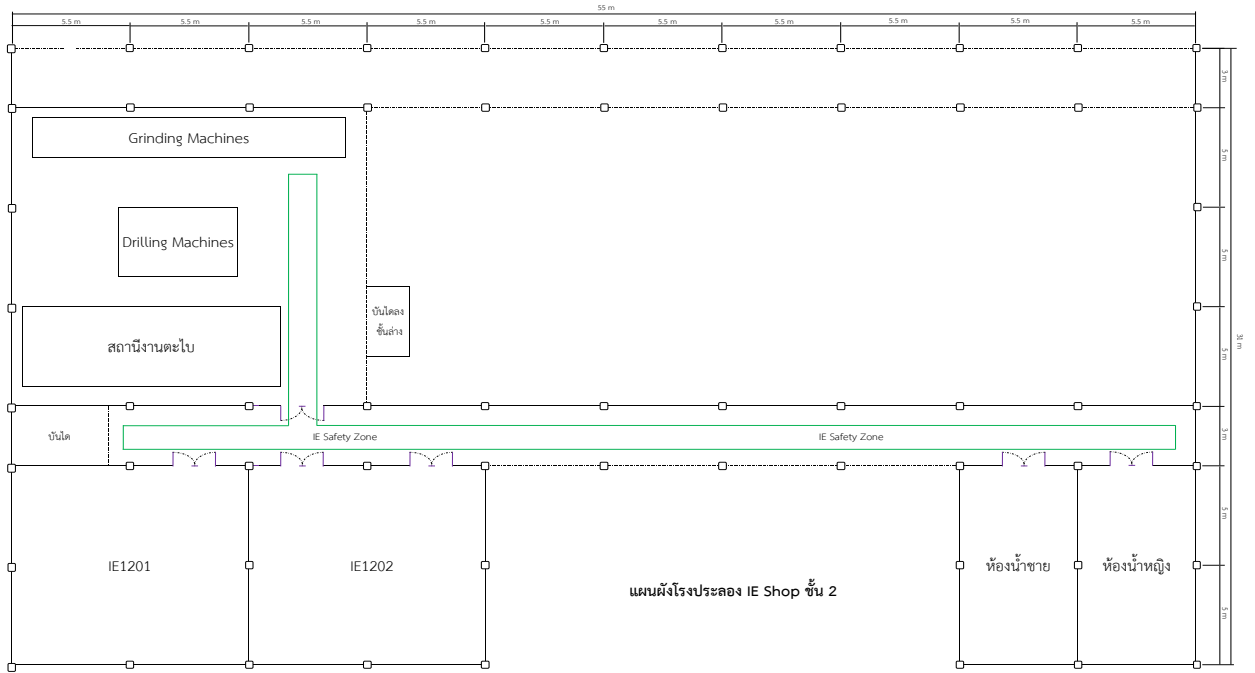 55 m
5.5 m 5.5 m 5.5 m 5.5 m 5.5 m 5.5 m 5.5 m 5.5 m 5.5 m 5.5 m
3 m
Grinding Machines
5 m
Drilling Machines
5 m
บันไดลง
ชั้นล่าง
สถานีงานตะไบ
5 m
31 m
บันได
IE Safety Zone
IE Safety Zone
3 m
5 m
IE1201
IE1202
ห้องน้ำชาย
ห้องน้ำหญิง
แผนผังโรงประลอง IE Shop ชั้น 2
5 m